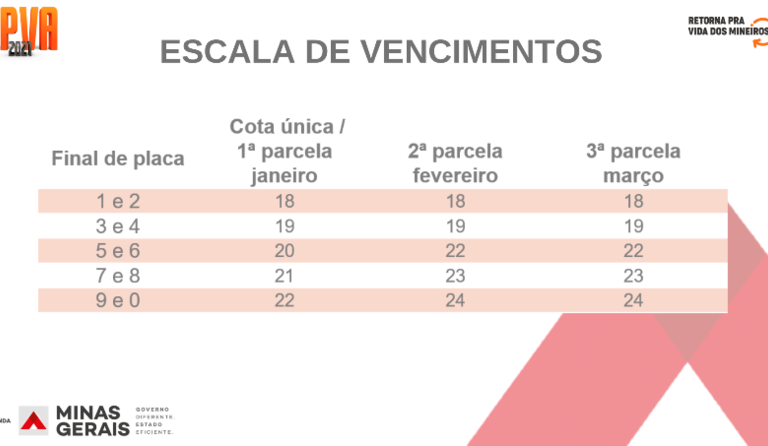 PVA
2021
ESCALA DE VENCIMENTOS
RETORNA PRA
VIDA DOS MINEIROS
Final de placa
Cota única /
1ª parcela
janeiro
2ª parcela
fevereiro
3ª parcela
março
1 e 2 18 18 18
3 e 4 19 19 19
5 e 6 20 22 22
7 e 8 21 23 23
9 e 0 22 24 24
NDA
MINAS
GERAIS
GOVERNO
DIFERENTE.
ESTADO
EFICIENTE.